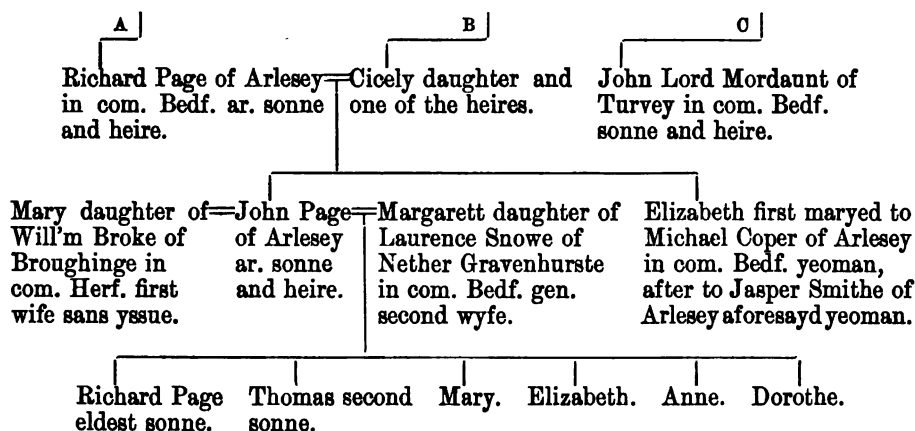 A B C
Richard Page of Arlesey
in com. Bedf. ar. sonne
and heire.
Cicely daughter and
one of the heires.
John Lord Mordaunt of
Turvey in com. Bedf.
sonne and heire.
Mary daughter of
Will'm Broke of
Broughinge in
com. Herf. first
wife sans yssue.
John Page
of Arlesey
ar. sonne
and heire.
Margarett daughter of
Laurence Snowe of
Nether Gravenhurste
in com. Bedf. gen.
second wyfe.
Elizabeth first maryed to
Michael Coper of Arlesey
in com. Bedf. yeoman,
after to Jasper Smithe of
Arlesey aforesayd yeoman.
Richard Page
eldest sonne.
Thomas second
sonne.
Mary.
Elizabeth.
Anne.
Dorothe.